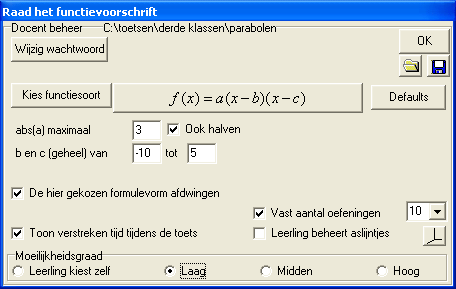 Raad het functievoorschrift
Docent beheer C:\toetsen\derde klassen\parabolen
Wijzig wachtwoord
OK
Kies functiesoort
f(x) = a(x − b)(x − c)
Defaults
abs(a) maximaal 3 Ook halven
b en c (geheel) van -10 tot 5
De hier gekozen formulevorm afdwingen
Vast aantal oefeningen 10
Toon verstreken tijd tijdens de toets
Leerling beheert aslijntjes
Moeilijkheidsgraad
Leerling kiest zelf Laag Midden Hoog